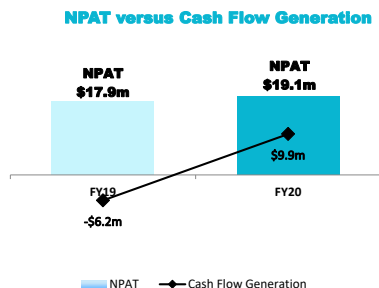 NPAT versus Cash Flow Generation
NPAT
$17.9m
NPAT
$19.1m
$9.9m
FY19
FY20
-$6.2m
NPAT
Cash Flow Generation